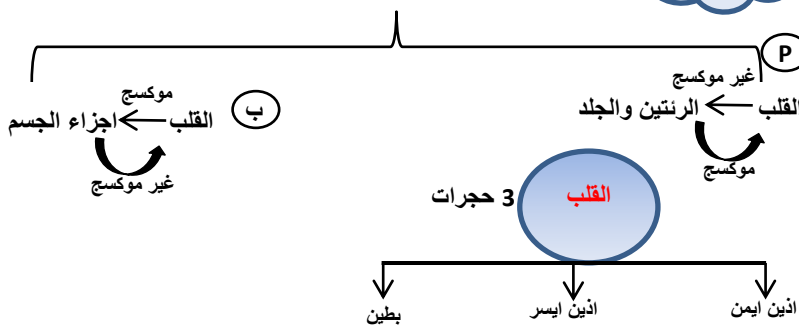 P
غير موكسج
القلب
الرئتين والجلد
موكسج
ب
موكسج
القلب
اجزاء الجسم
غير موكسج
القلب
3 حجرات
اذين ايمن
اذين ايسر
بطين